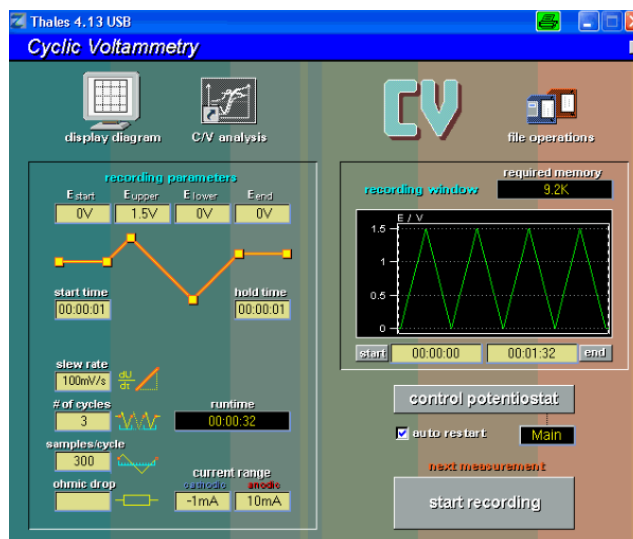 Thales 4.13 USB
Cyclic Voltammetry
display diagram
C/V analysis
CV
file operations
recording parameters
Estart Eupper Elower Eend
0V 1.5V 0V 0V
start time
00:00:01
hold time
00:00:01
slew rate
100mV/s
dU
dt
# of cycles
3
runtime
00:00:32
samples/cycle
300
ohmic drop
current range
cathodic anodic
-1mA 10mA
required memory
recording window 9.2K
E / V
1.5
1
0.5
0
start 00:00:00 00:01:32 end
control potentiostat
auto restart Main
next measurement
start recording